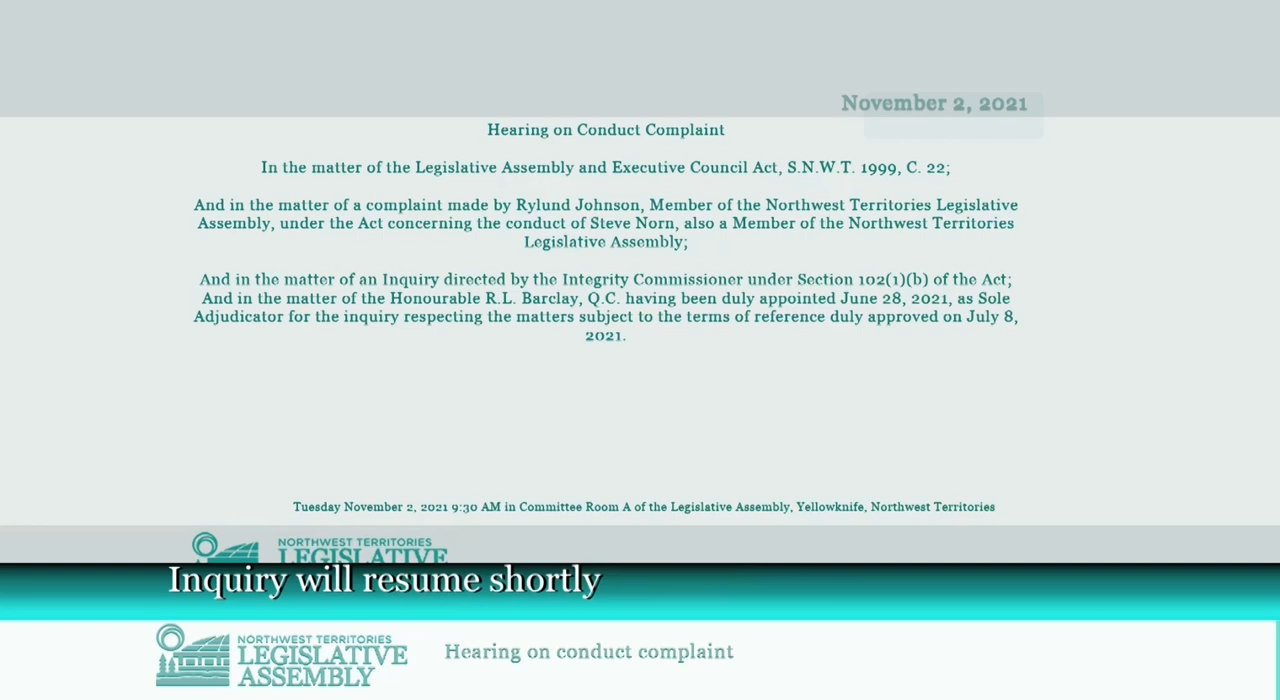 November 2, 2021
Hearing on Conduct Complaint
In the matter of the Legislative Assembly and Executive Council Act, S.N.W.T. 1999, C. 22;
And in the matter of a complaint made by Rylund Johnson, Member of the Northwest Territories Legislative
Assembly, under the Act concerning the conduct of Steve Norn, also a Member of the Northwest Territories
Legislative Assembly;
And in the matter of an Inquiry directed by the Integrity Commissioner under Section 102(1)(b) of the Act;
And in the matter of the Honourable R.L. Barclay, Q.C. having been duly appointed June 28, 2021, as Sole
Adjudicator for the inquiry respecting the matters subject to the terms of reference duly approved on July 8,
2021.
Tuesday November 2, 2021 9:30 AM in Committee Room A of the Legislative Assembly, Yellowknife, Northwest Territories
NORTHWEST TERRITORIES
LEGISLATIVE
Inquiry will resume shortly
NORTHWEST TERRITORIES
LEGISLATIVE
ASSEMBLY
Hearing on conduct complaint